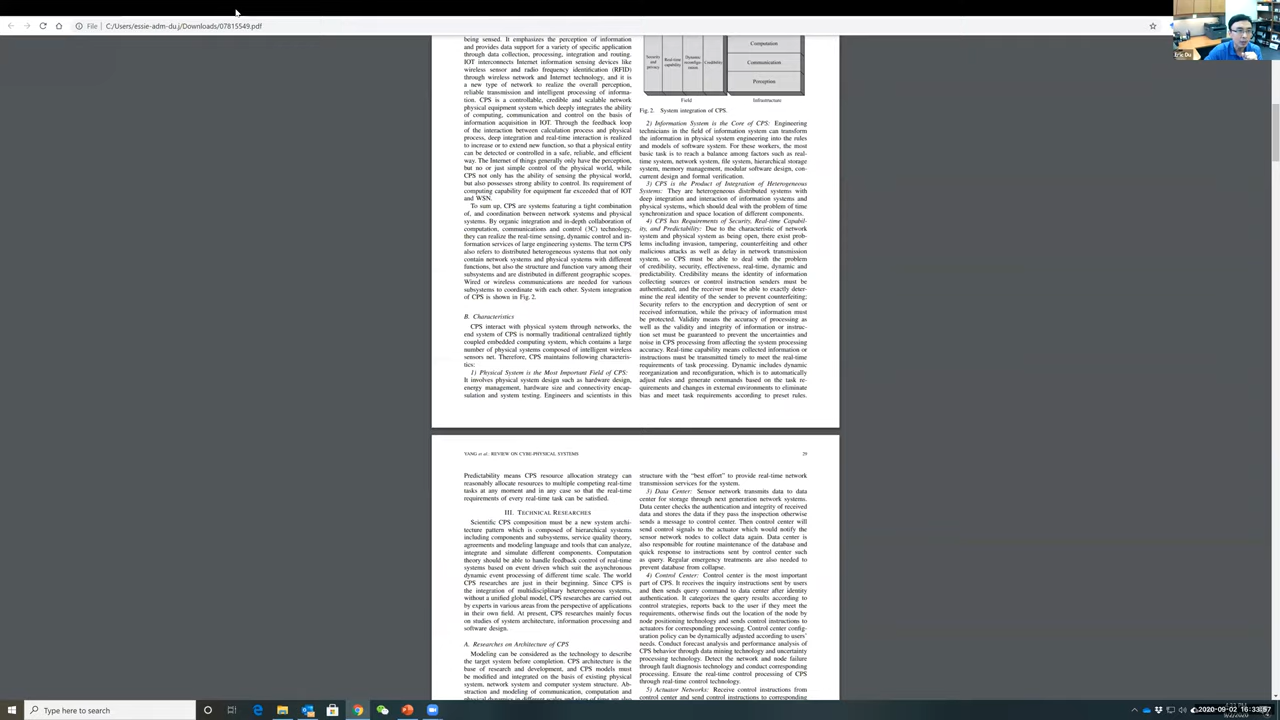 File
C:/Users/essie-adm-du.j/Downloads/07815549.pdf
Eric Du
being sensed. It emphasizes the perception of information
and provides data support for a variety of specific application
through data collection, processing, integration and routing.
IOT interconnects Internet information sensing devices like
wireless sensor and radio frequency identification (RFID)
through wireless network and Internet technology, and it is
a new type of network to realize the overall perception,
reliable transmission and intelligent processing of informa-
tion. CPS is a controllable, credible and scalable network
physical equipment system which deeply integrates the ability
of computing, communication and control on the basis of
information acquisition in IOT. Through the feedback loop
of the interaction between calculation process and physical
process, deep integration and real-time interaction is realized
to increase or to extend new function, so that a physical entity
can be detected or controlled in a safe, reliable, and efficient
way. The Internet of things generally only have the perception,
but no or just simple control of the physical world, while
CPS not only has the ability of sensing the physical world,
but also possesses strong ability to control. Its requirement of
computing capability for equipment far exceeded that of IOT
and WSN.
To sum up, CPS are systems featuring a tight combination
of, and coordination between network systems and physical
systems. By organic integration and in-depth collaboration of
computation, communications and control (3C) technology,
they can realize the real-time sensing, dynamic control and in-
formation services of large engineering systems. The term CPS
also refers to distributed heterogeneous systems that not only
contain network systems and physical systems with different
functions, but also the structure and function vary among their
subsystems and are distributed in different geographic scopes.
Wired or wireless communications are needed for various
subsystems to coordinate with each other. System integration
of CPS is shown in Fig. 2.
B. Characteristics
CPS interact with physical system through networks, the
end system of CPS is normally traditional centralized tightly
coupled embedded computing system, which contains a large
number of physical systems composed of intelligent wireless
sensors net. Therefore, CPS maintains following characteris-
tics:
1) Physical System is the Most Important Field of CPS:
It involves physical system design such as hardware design,
energy management, hardware size and connectivity encap-
sulation and system testing. Engineers and scientists in this
Security and privacy
Real-time capability
Dynamic reconfiguration
Credibility
Computation
Communication
Perception
Field
Infrastructure
Fig. 2. System integration of CPS.
2) Information System is the Core of CPS: Engineering
technicians in the field of information system can transform
the information in physical system engineering into the rules
and models of software system. For these workers, the most
basic task is to reach a balance among factors such as real-
time system, network system, file system, hierarchical storage
system, memory management, modular software design, con-
current design and formal verification.
3) CPS is the Product of Integration of Heterogeneous
Systems: They are heterogeneous distributed systems with
deep integration and interaction of information systems and
physical systems, which should deal with the problem of time
synchronization and space location of different components.
4) CPS has Requirements of Security, Real-time Capabil-
ity, and Predictability: Due to the characteristic of network
system and physical system as being open, there exist prob-
lems including invasion, tampering, counterfeiting and other
malicious attacks as well as delay in network transmission
system, so CPS must be able to deal with the problem
of credibility, security, effectiveness, real-time, dynamic and
predictability. Credibility means the identity of information
collecting sources or control instruction senders must be
authenticated, and the receiver must be able to exactly deter-
mine the real identity of the sender to prevent counterfeiting;
Security refers to the encryption and decryption of sent or
received information, while the privacy of information must
be protected. Validity means the accuracy of processing as
well as the validity and integrity of information or instruc-
tion set must be guaranteed to prevent the uncertainties and
noise in CPS processing from affecting the system processing
accuracy. Real-time capability means collected information or
instructions must be transmitted timely to meet the real-time
requirements of task processing. Dynamic includes dynamic
reorganization and reconfiguration, which is to automatically
adjust rules and generate commands based on the task re-
quirements and changes in external environments to eliminate
bias and meet task requirements according to preset rules.
YANG et al.: REVIEW ON CYBE-PHYSICAL SYSTEMS
29
Predictability means CPS resource allocation strategy can
reasonably allocate resources to multiple competing real-time
tasks at any moment and in any case so that the real-time
requirements of every real-time task can be satisfied.
III. TECHNICAL RESEARCHES
Scientific CPS composition must be a new system archi-
tecture pattern which is composed of hierarchical systems
including components and subsystems, service quality theory,
agreements and modeling language and tools that can analyze,
integrate and simulate different components. Computation
theory should be able to handle feedback control of real-time
systems based on event driven which suit the asynchronous
dynamic event processing of different time scale. The world
CPS researches are just in their beginning. Since CPS is
the integration of multidisciplinary heterogeneous systems,
without a unified global model, CPS researches are carried out
by experts in various areas from the perspective of applications
in their own field. At present, CPS researches mainly focus
on studies of system architecture, information processing and
software design.
A. Researches on Architecture of CPS
Modeling can be considered as the technology to describe
the target system before completion. CPS architecture is the
base of research and development, and CPS models must
be modified and integrated on the basis of existing physical
system, network system and computer system structure. Ab-
straction and modeling of communication, computation and
physical dynamics in different scales and sizes of time are also
structure with the “best effort” to provide real-time network
transmission services for the system.
3) Data Center: Sensor network transmits data to data
center for storage through next generation network systems.
Data center checks the authentication and integrity of received
data and stores the data if they pass the inspection otherwise
sends a message to control center. Then control center will
send control signals to the actuator which would notify the
sensor network nodes to collect data again. Data center is
also responsible for routine maintenance of the database and
quick response to instructions sent by control center such
as query. Regular emergency treatments are also needed to
prevent database from collapse.
4) Control Center: Control center is the most important
part of CPS. It receives the inquiry instructions sent by users
and then sends query command to data center after identity
authentication. It categorizes the query results according to
control strategies, reports back to the user if they meet the
requirements, otherwise finds out the location of the node by
node positioning technology and sends control instructions to
actuators for corresponding processing. Control center config-
uration policy can be dynamically adjusted according to users'
needs. Conduct forecast analysis and performance analysis of
CPS behavior through data mining technology and uncertainty
processing technology. Detect the network and node failure
through fault diagnosis technology and conduct corresponding
processing. Ensure the real-time control processing of CPS
through real-time control technology.
5) Actuator Networks: Receive control instructions from
control center and send control instructions to corresponding
Type here to search
2020-09-02 16:33:57